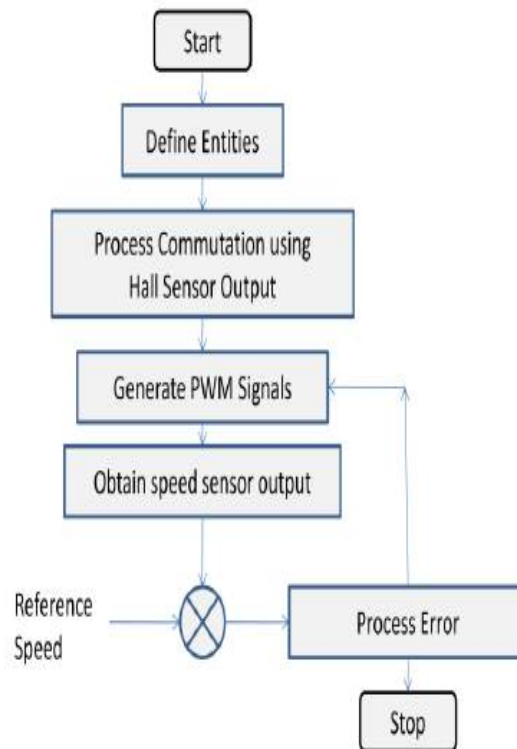 Start
Define Entities
Process Commutation using
Hall Sensor Output
Generate PWM Signals
Obtain speed sensor output
Reference
Speed
Process Error
Stop